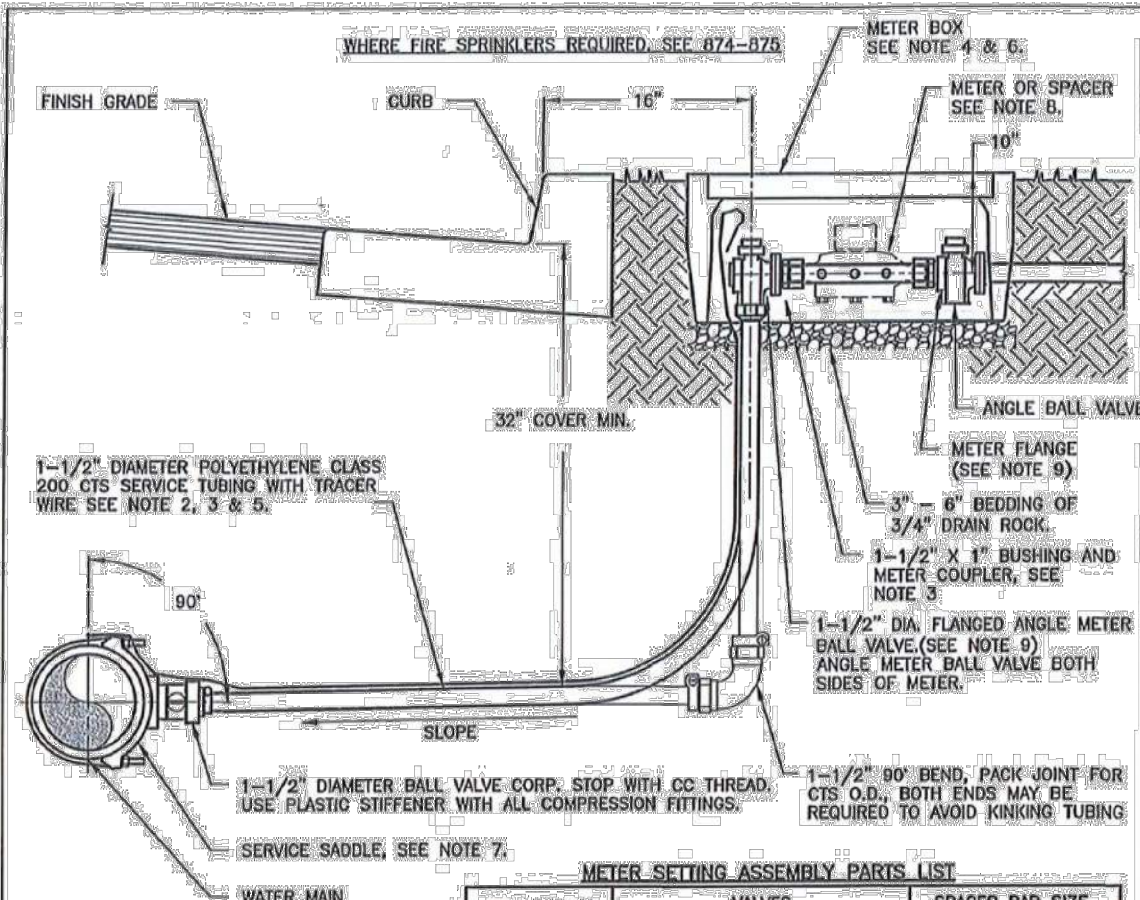 WHERE FIRE SPRINKLERS REQUIRED, SEE 874-875
METER BOX
SEE NOTE 4 & 6.
FINISH GRADE
CURB
16"
METER OR SPACER
SEE NOTE 8.
10"
32" COVER MIN.
ANGLE BALL VALVE
METER FLANGE
(SEE NOTE 9)
1-1/2" DIAMETER POLYETHYLENE CLASS
200 CTS SERVICE TUBING WITH TRACER
WIRE SEE NOTE 2, 3 & 5.
3" - 6" BEDDING OF
3/4" DRAIN ROCK.
1-1/2" X 1" BUSHING AND
METER COUPLER, SEE
NOTE 3
90°
1-1/2" DIA. FLANGED ANGLE METER
BALL VALVE.(SEE NOTE 9)
ANGLE METER BALL VALVE BOTH
SIDES OF METER.
SLOPE
1-1/2" DIAMETER BALL VALVE CORP. STOP WITH CC THREAD.
USE PLASTIC STIFFENER WITH ALL COMPRESSION FITTINGS.
1-1/2" 90° BEND, PACK JOINT FOR
CTS O.D., BOTH ENDS MAY BE
REQUIRED TO AVOID KINKING TUBING
SERVICE SADDLE, SEE NOTE 7.
WATER MAIN
METER SETTING ASSEMBLY PARTS LIST
VALVES
SPACER BAR SIZE